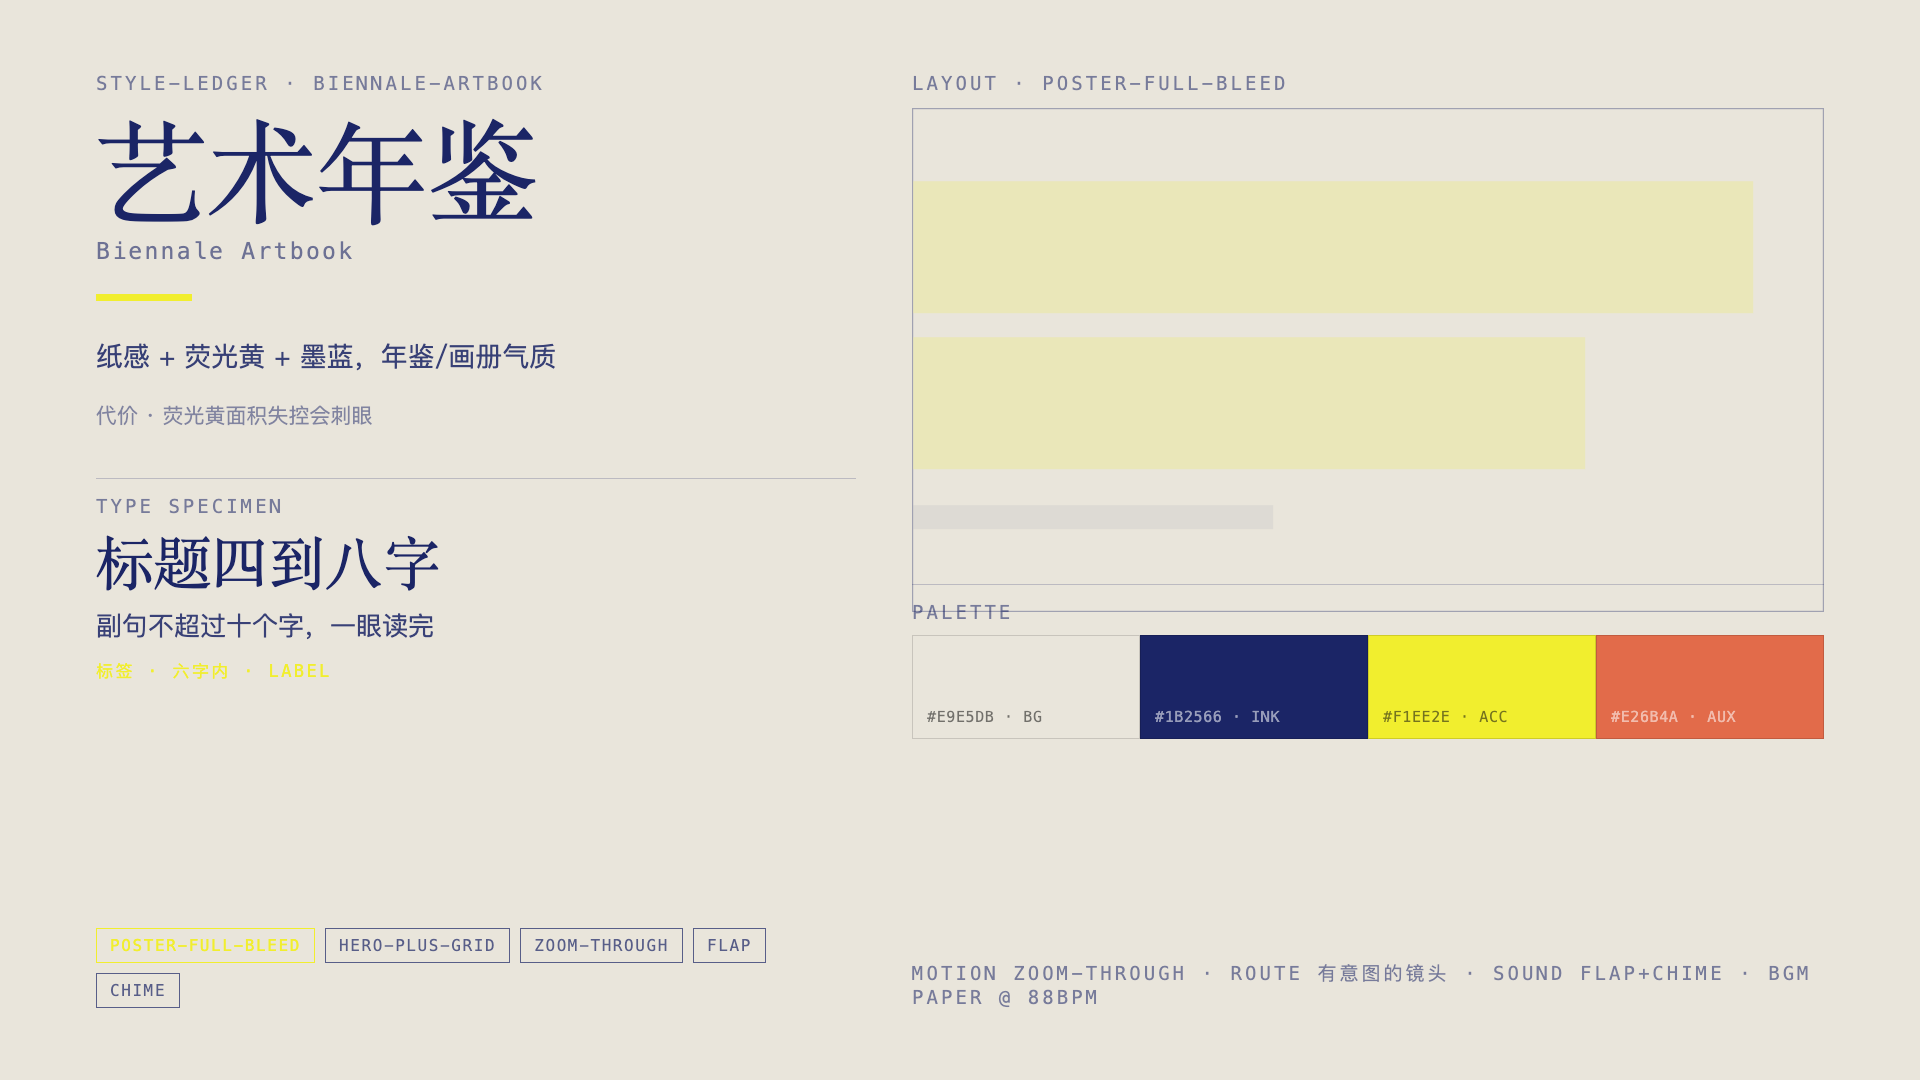 STYLE-LEDGER · BIENNALE-ARTBOOK
艺术年鉴
Biennale Artbook
纸感 + 荧光黄 + 墨蓝，年鉴/画册气质
代价 · 荧光黄面积失控会刺眼
TYPE SPECIMEN
标题四到八字
副句不超过十个字，一眼读完
标签 · 六字内 · LABEL
POSTER-FULL-BLEED
HERO-PLUS-GRID
ZOOM-THROUGH
FLAP
CHIME
LAYOUT · POSTER-FULL-BLEED
PALETTE
#E9E5DB · BG
#1B2566 · INK
#F1EE2E · ACC
#E26B4A · AUX
MOTION ZOOM-THROUGH · ROUTE 有意图的镜头 · SOUND FLAP+CHIME · BGM
PAPER @ 88BPM